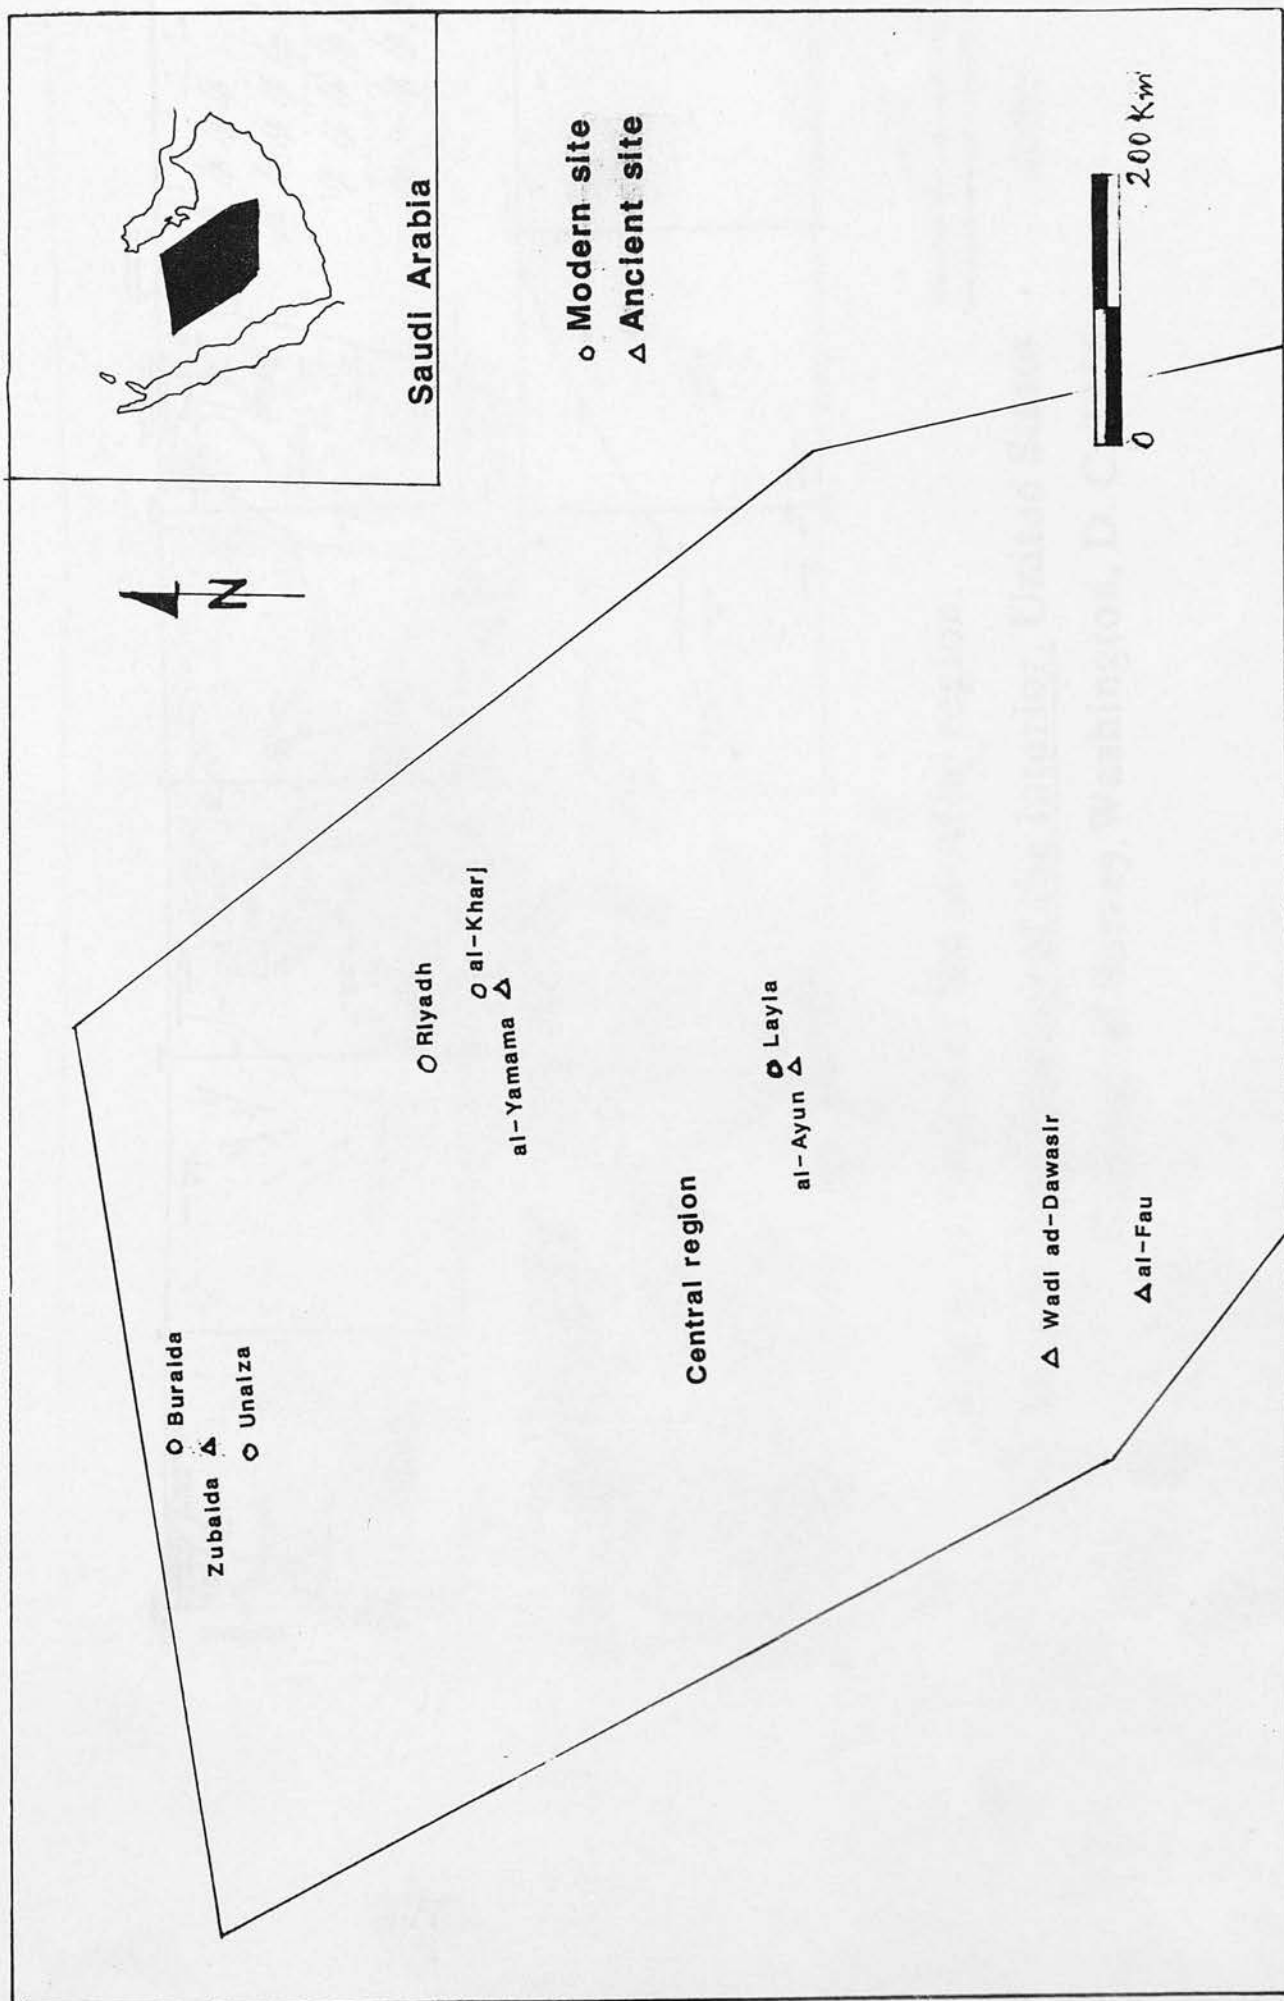 Saudi Arabia
N
o Modern site
△ Ancient site
Buraida
Zubaida
Unaiza
Riyadh
al-Kharj
al-Yamama
Layla
al-Ayun
Central region
Wadi ad-Dawasir
al-Fau
0
200 Km